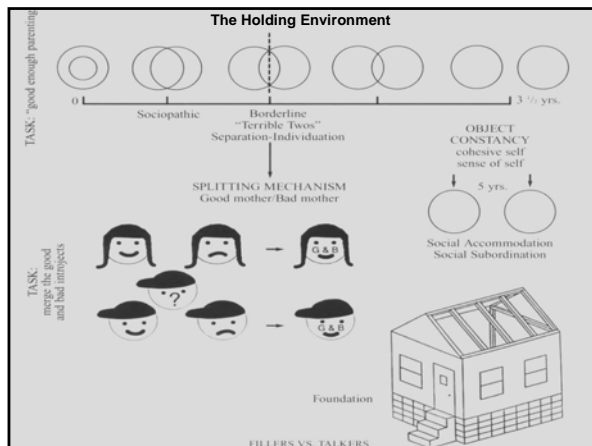 The Holding Environment
TASK: "good enough parenting
0
3 1/2 yrs.
Sociopathic
Borderline
"Terrible Twos"
Separation-Individuation
OBJECT
CONSTANCY
cohesive self
sense of self
5 yrs.
SPLITTING MECHANISM
Good mother/Bad mother
Social Accommodation
Social Subordination
TASK:
merge the good
and bad introjects
G & B
?
G & B
Foundation
FILLERS VS. TALKERS